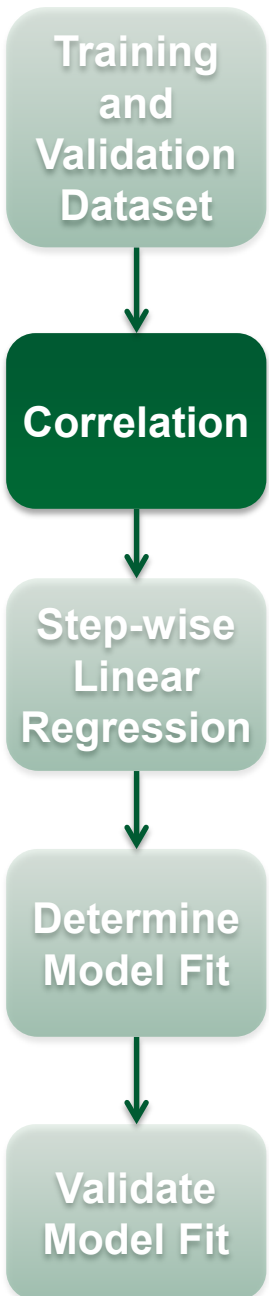 Training
and
Validation
Dataset
Correlation
Step-wise
Linear
Regression
Determine
Model Fit
Validate
Model Fit